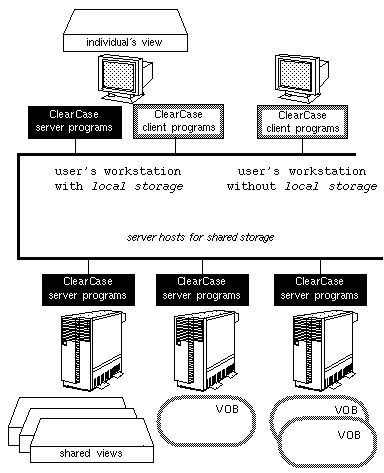 individual's view
ClearCase
server programs
ClearCase
client programs
ClearCase
client programs
user's workstation
with local storage
user's workstation
without local storage
server hosts for shared storage
ClearCase
server programs
ClearCase
server programs
ClearCase
server programs
VOB
VOB
VOB
shared views